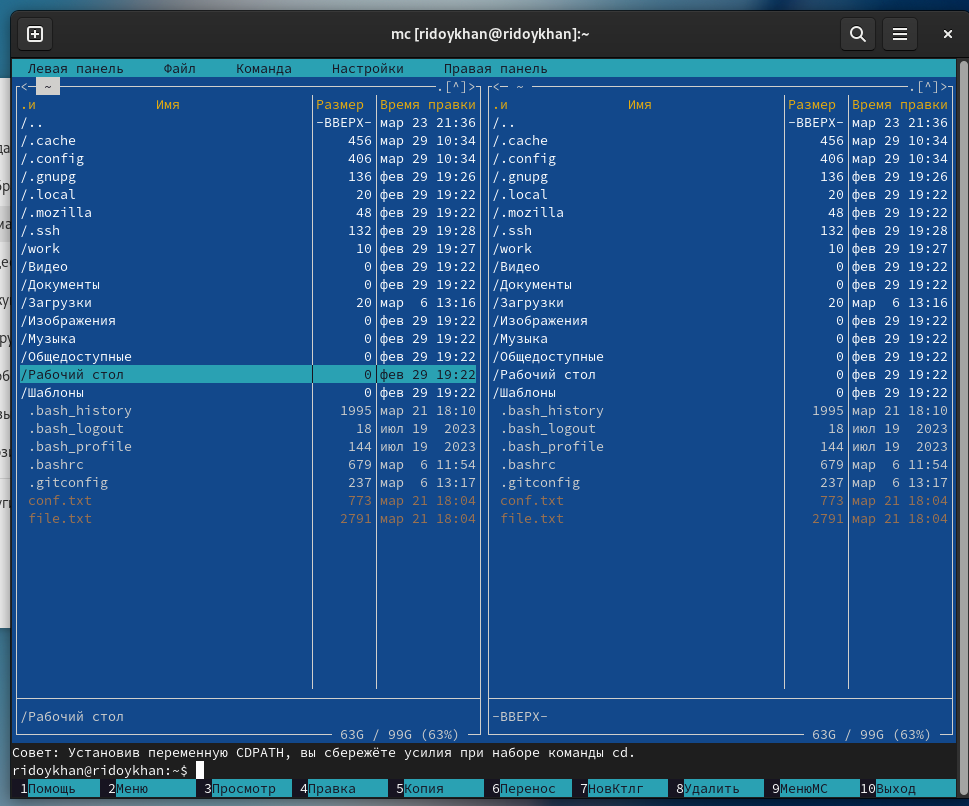 mc [ridoykhan@ridoykhan]:~
Левая панель Файл Команда Настройки Правая панель
<─ ~ .[^]> <─ ~ .[^]>
.и Имя Размер Время правки .и Имя Размер Время правки
/.. -ВВЕРХ- мар 23 21:36 /.. -ВВЕРХ- мар 23 21:36
/.cache 456 мар 29 10:34 /.cache 456 мар 29 10:34
/.config 406 мар 29 10:34 /.config 406 мар 29 10:34
/.gnupg 136 фев 29 19:26 /.gnupg 136 фев 29 19:26
/.local 20 фев 29 19:22 /.local 20 фев 29 19:22
/.mozilla 48 фев 29 19:22 /.mozilla 48 фев 29 19:22
/.ssh 132 фев 29 19:28 /.ssh 132 фев 29 19:28
/work 10 фев 29 19:27 /work 10 фев 29 19:27
/Видео 0 фев 29 19:22 /Видео 0 фев 29 19:22
/Документы 0 фев 29 19:22 /Документы 0 фев 29 19:22
/Загрузки 20 мар 6 13:16 /Загрузки 20 мар 6 13:16
/Изображения 0 фев 29 19:22 /Изображения 0 фев 29 19:22
/Музыка 0 фев 29 19:22 /Музыка 0 фев 29 19:22
/Общедоступные 0 фев 29 19:22 /Общедоступные 0 фев 29 19:22
/Рабочий стол 0 фев 29 19:22 /Рабочий стол 0 фев 29 19:22
/Шаблоны 0 фев 29 19:22 /Шаблоны 0 фев 29 19:22
.bash_history 1995 мар 21 18:10 .bash_history 1995 мар 21 18:10
.bash_logout 18 июл 19 2023 .bash_logout 18 июл 19 2023
.bash_profile 144 июл 19 2023 .bash_profile 144 июл 19 2023
.bashrc 679 мар 6 11:54 .bashrc 679 мар 6 11:54
.gitconfig 237 мар 6 13:17 .gitconfig 237 мар 6 13:17
conf.txt 773 мар 21 18:04 conf.txt 773 мар 21 18:04
file.txt 2791 мар 21 18:04 file.txt 2791 мар 21 18:04
/Рабочий стол -ВВЕРХ-
63G / 99G (63%) 63G / 99G (63%)
Совет: Установив переменную CDPATH, вы сбережёте усилия при наборе команды cd.
ridoykhan@ridoykhan:~$
1Помощь 2Меню 3Просмотр 4Правка 5Копия 6Перенос 7НовКтлг 8Удалить 9МенюMC 10Выход